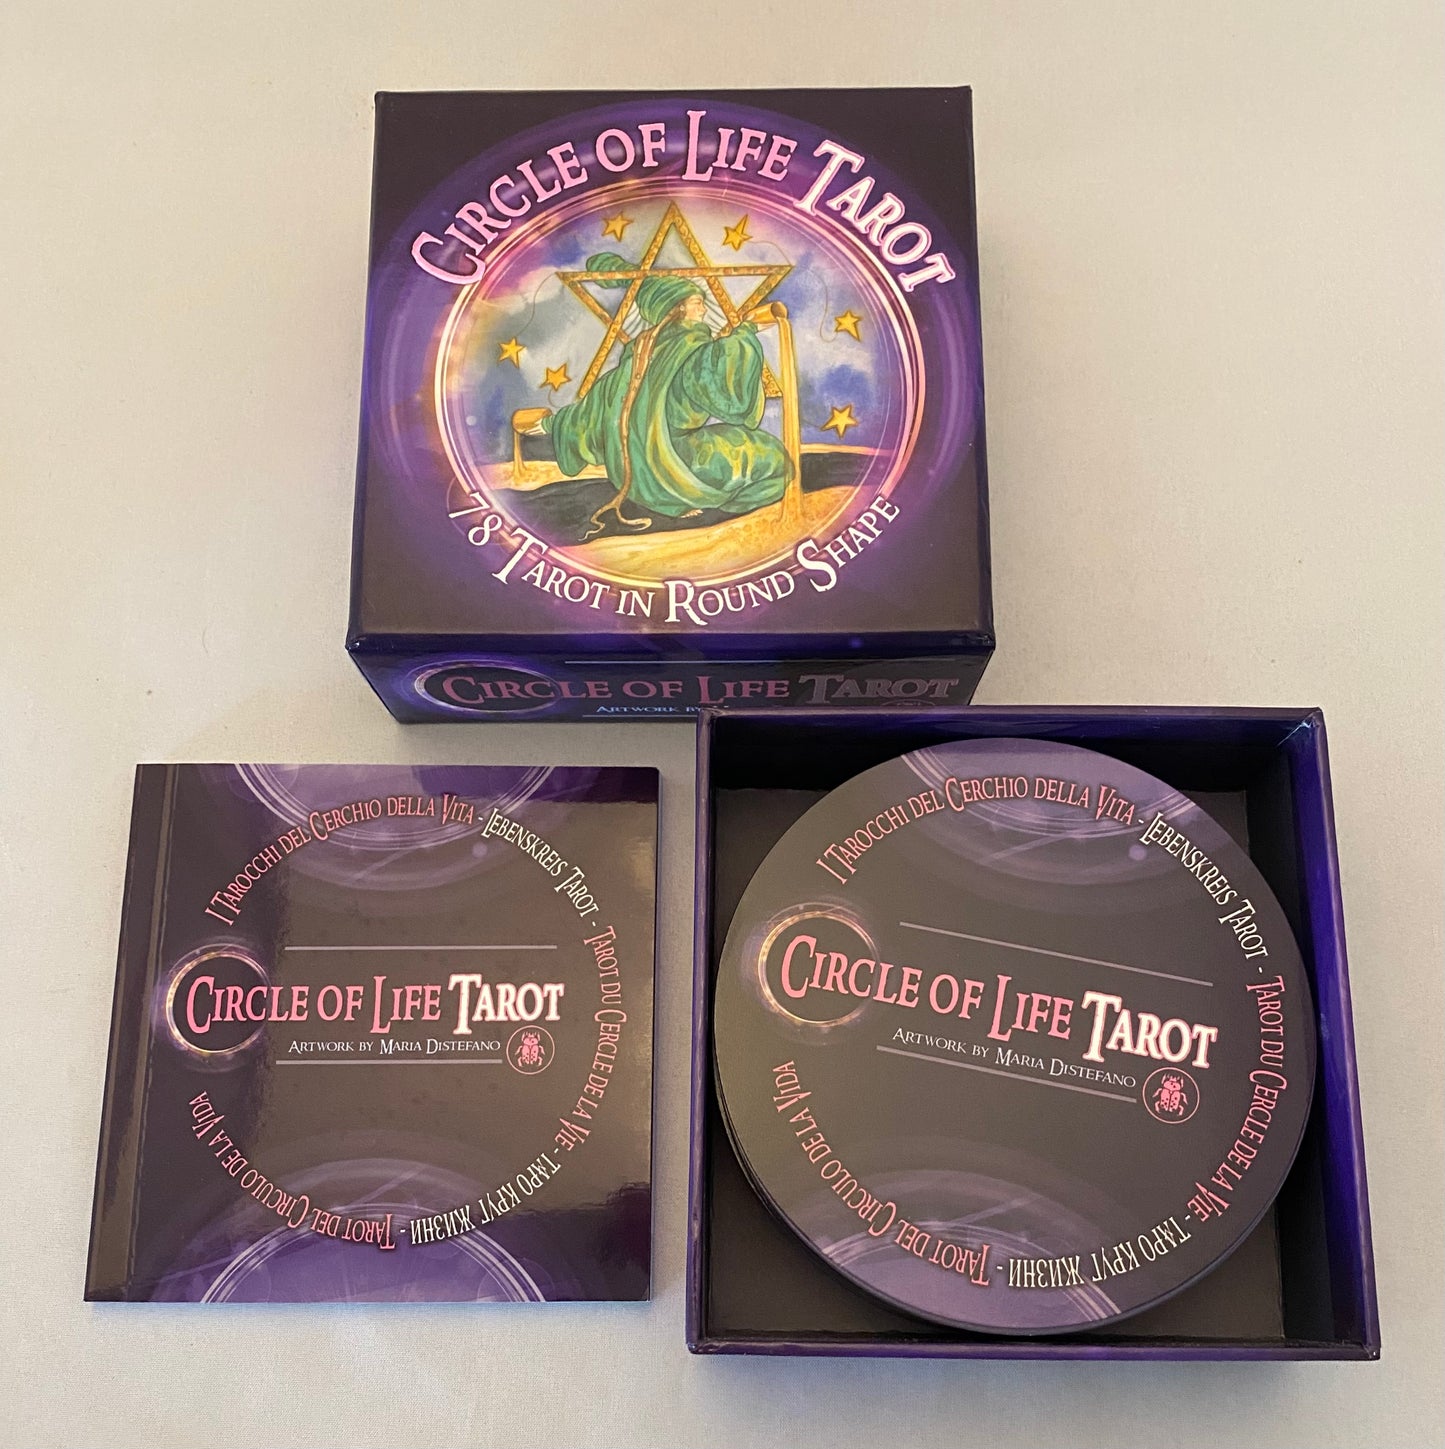 CIRCLE OF LIFE TAROT
78 TAROT IN ROUND SHAPE
CIRCLE OF LIFE TAROT
ARTWORK BY
I TAROCCHI DEL CERCHIO DELLA VITA - LEBENSKREIS TAROT - TAROT DU CERCLE DE LA VIE - ТАРО КРУГ ЖИЗНИ - TAROT DEL CIRCULO DE LA VIDA
CIRCLE OF LIFE TAROT
ARTWORK BY MARIA DISTEFANO
I TAROCCHI DEL CERCHIO DELLA VITA - LEBENSKREIS TAROT - TAROT DU CERCLE DE LA VIE - ТАРО КРУГ ЖИЗНИ - TAROT DEL CIRCULO DE LA VIDA
CIRCLE OF LIFE TAROT
ARTWORK BY MARIA DISTEFANO